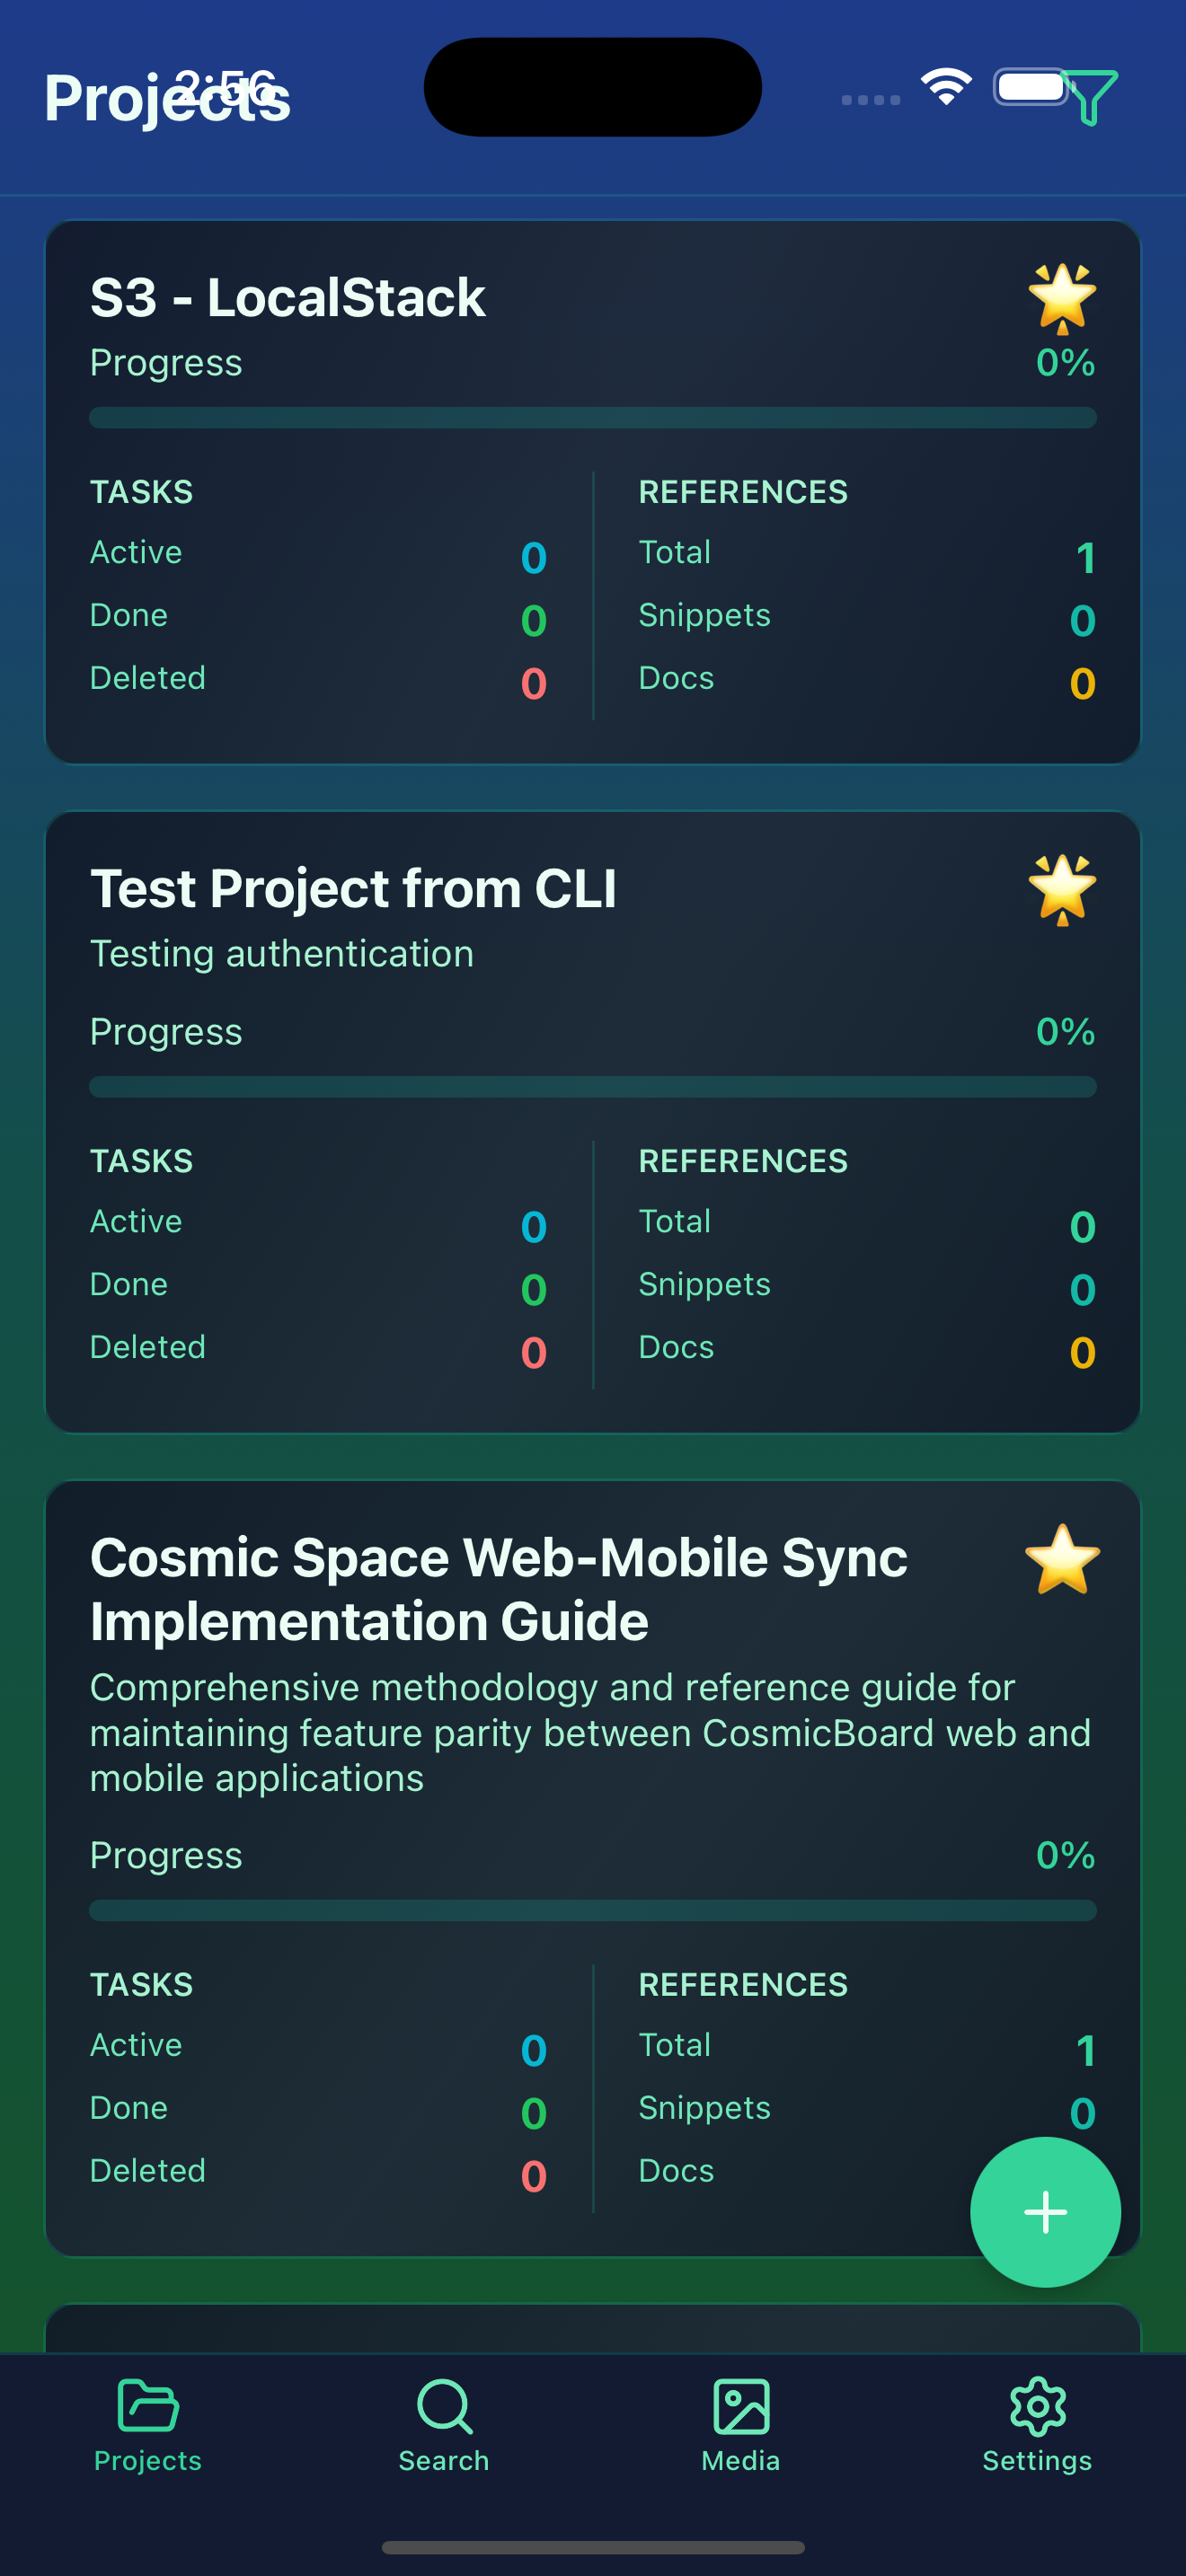 2:56
Projects
S3 - LocalStack
Progress 0%
TASKS REFERENCES
Active 0 Total 1
Done 0 Snippets 0
Deleted 0 Docs 0
Test Project from CLI
Testing authentication
Progress 0%
TASKS REFERENCES
Active 0 Total 0
Done 0 Snippets 0
Deleted 0 Docs 0
Cosmic Space Web-Mobile Sync
Implementation Guide
Comprehensive methodology and reference guide for
maintaining feature parity between CosmicBoard web and
mobile applications
Progress 0%
TASKS REFERENCES
Active 0 Total 1
Done 0 Snippets 0
Deleted 0 Docs
Projects Search Media Settings